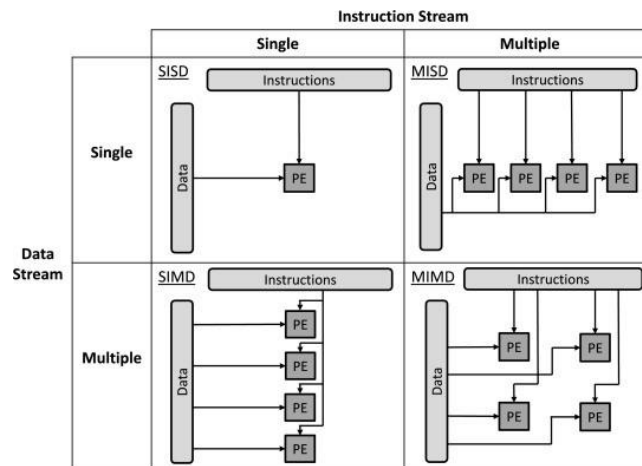 Instruction Stream
Single
Multiple
Data Stream
Single
SISD
Instructions
Data
PE
MISD
Instructions
Data
PE PE PE PE
Multiple
SIMD
Instructions
Data
PE
PE
PE
PE
MIMD
Instructions
Data
PE PE
PE PE